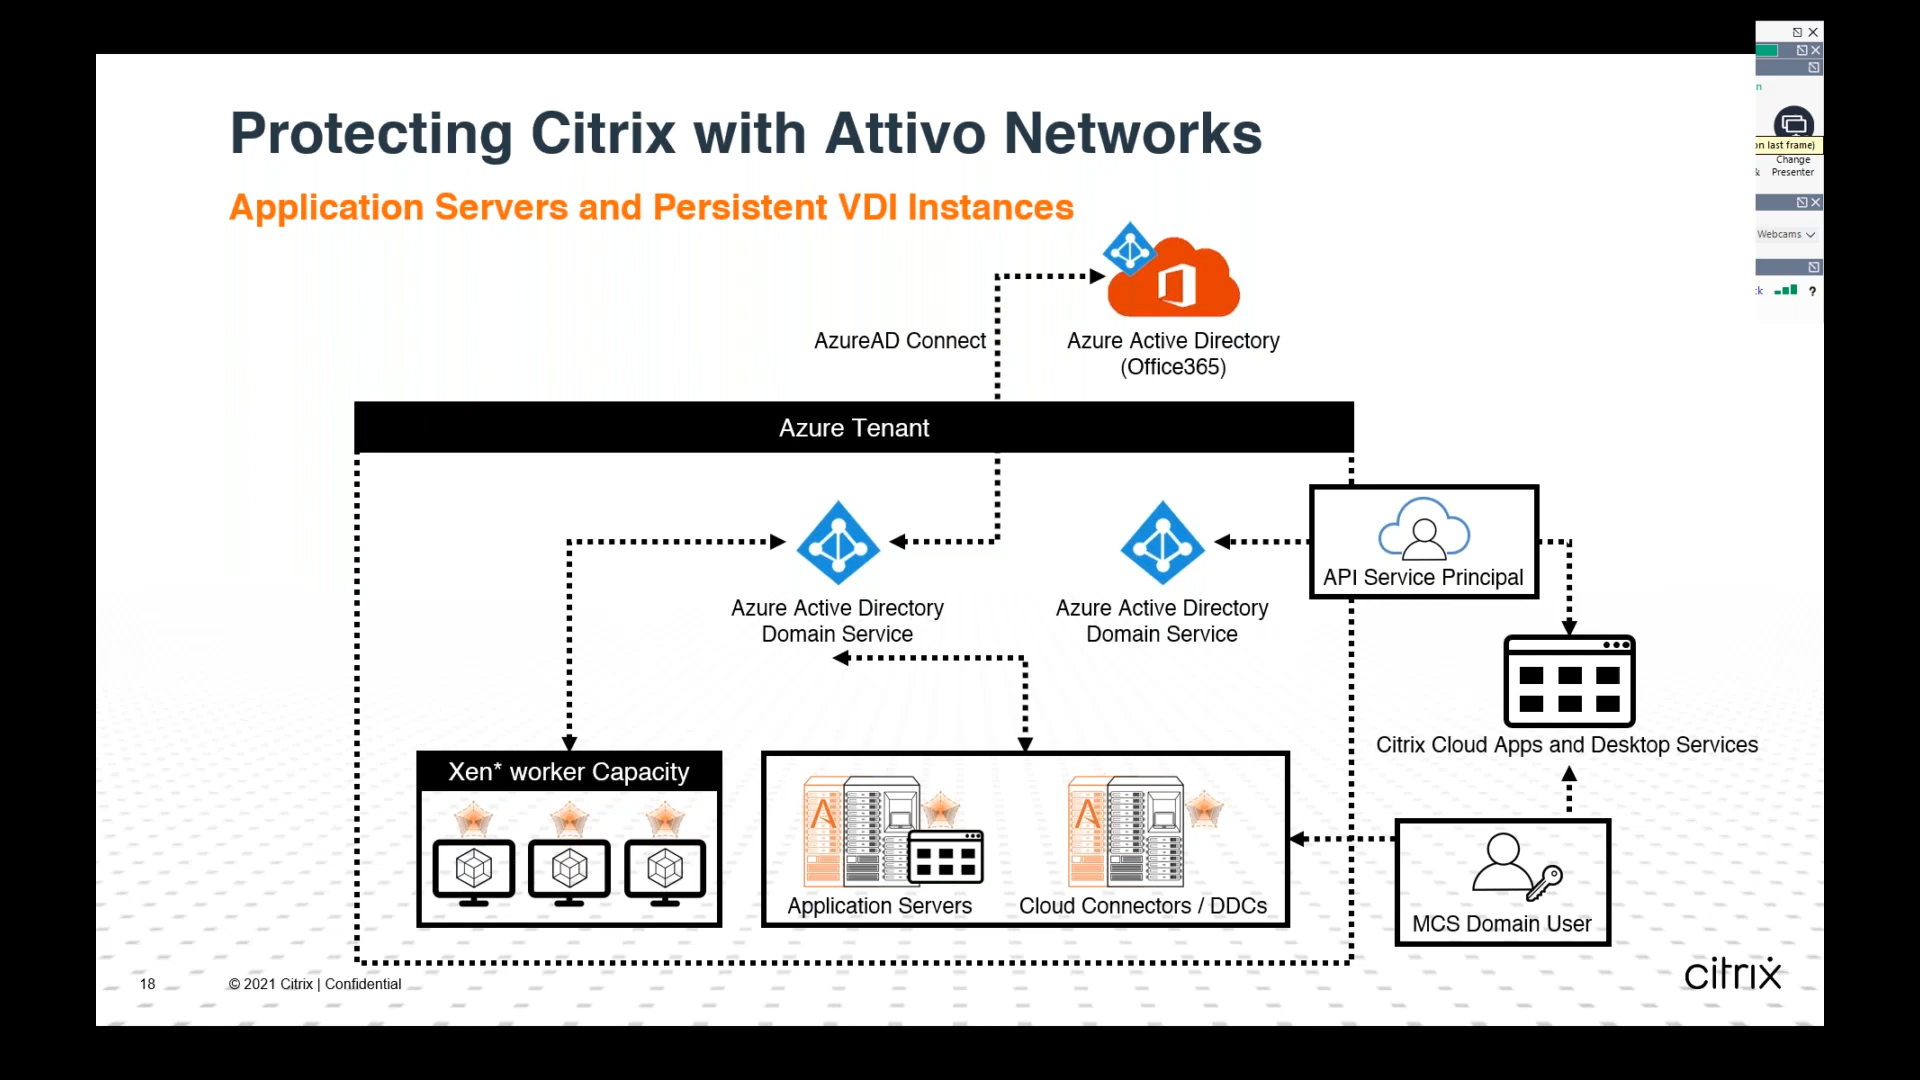 Protecting Citrix with Attivo Networks
Application Servers and Persistent VDI Instances
on last frame)
Change
Presenter
Webcams
?
AzureAD Connect
Azure Active Directory
(Office365)
Azure Tenant
API Service Principal
Azure Active Directory
Domain Service
Azure Active Directory
Domain Service
Citrix Cloud Apps and Desktop Services
Xen* worker Capacity
Application Servers
Cloud Connectors / DDCs
MCS Domain User
18
© 2021 Citrix | Confidential
citrix